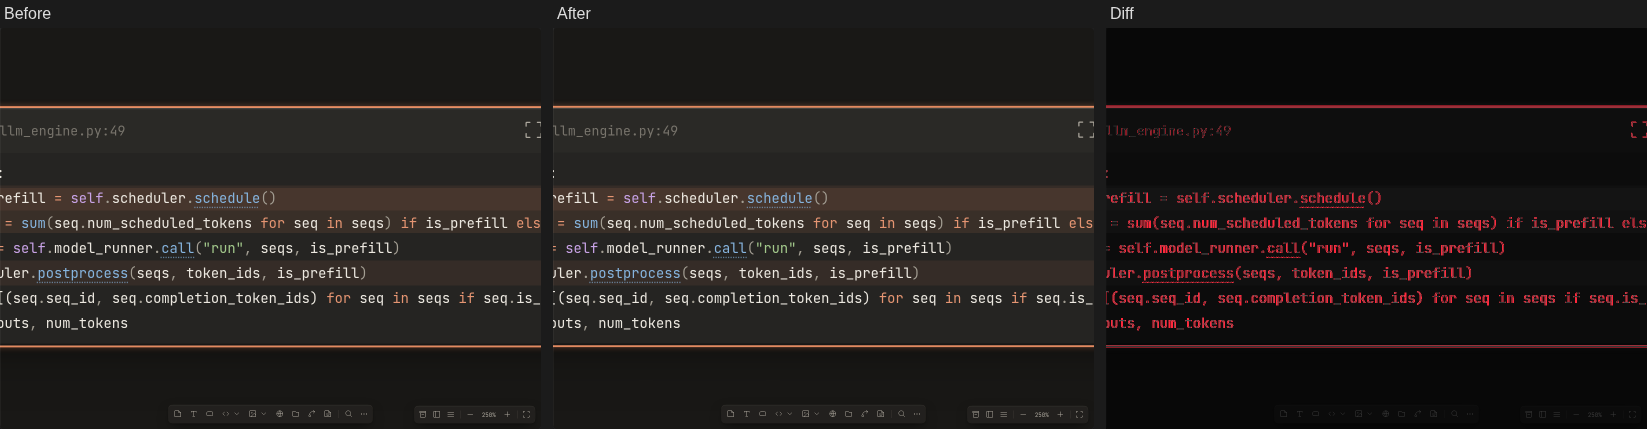 Before
llm_engine.py:49
:
refill = self.scheduler.schedule()
= sum(seq.num_scheduled_tokens for seq in seqs) if is_prefill els
= self.model_runner.call("run", seqs, is_prefill)
uler.postprocess(seqs, token_ids, is_prefill)
[(seq.seq_id, seq.completion_token_ids) for seq in seqs if seq.is_
outs, num_tokens
250%
After
llm_engine.py:49
:
refill = self.scheduler.schedule()
= sum(seq.num_scheduled_tokens for seq in seqs) if is_prefill els
= self.model_runner.call("run", seqs, is_prefill)
uler.postprocess(seqs, token_ids, is_prefill)
[(seq.seq_id, seq.completion_token_ids) for seq in seqs if seq.is_
outs, num_tokens
250%
Diff
llm_engine.py:49
:
refill = self.scheduler.schedule()
= sum(seq.num_scheduled_tokens for seq in seqs) if is_prefill els
= self.model_runner.call("run", seqs, is_prefill)
uler.postprocess(seqs, token_ids, is_prefill)
[(seq.seq_id, seq.completion_token_ids) for seq in seqs if seq.is_
outs, num_tokens
250%